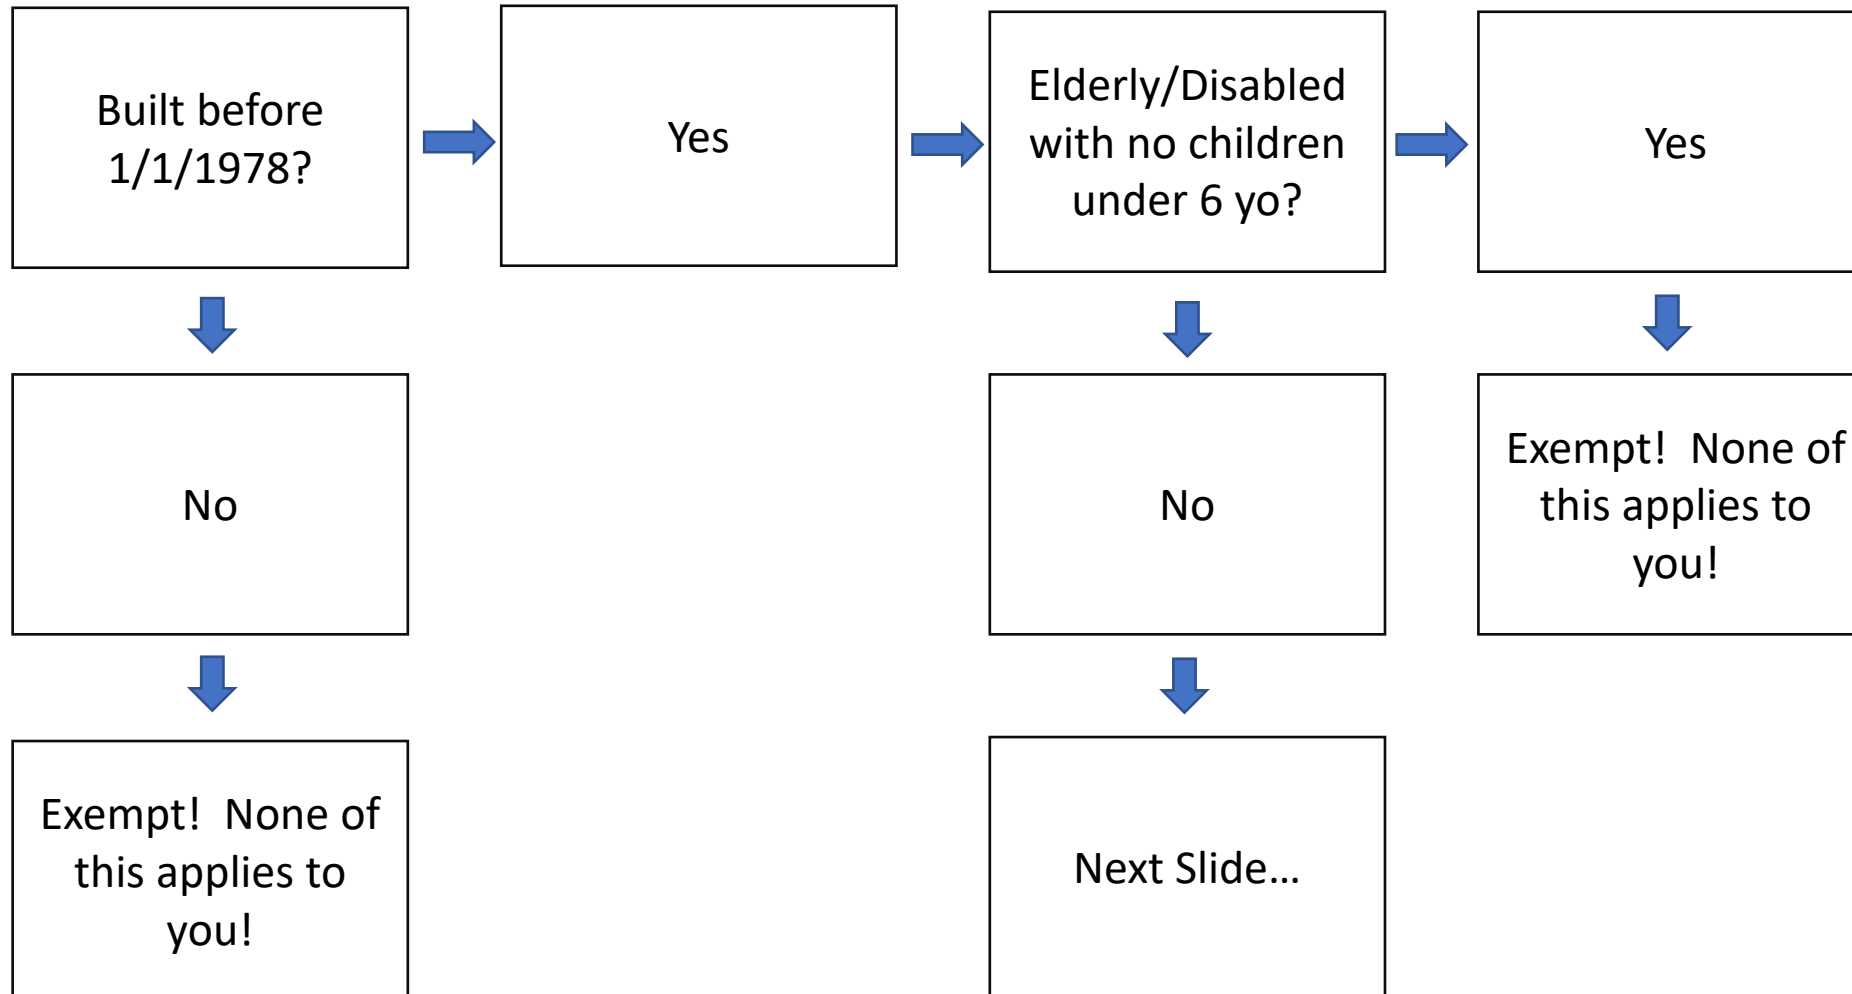 Built before
1/1/1978?
Yes
Elderly/Disabled
with no children
under 6 yo?
Yes
No
No
Exempt!  None of
this applies to
you!
Exempt!  None of
this applies to
you!
Next Slide…